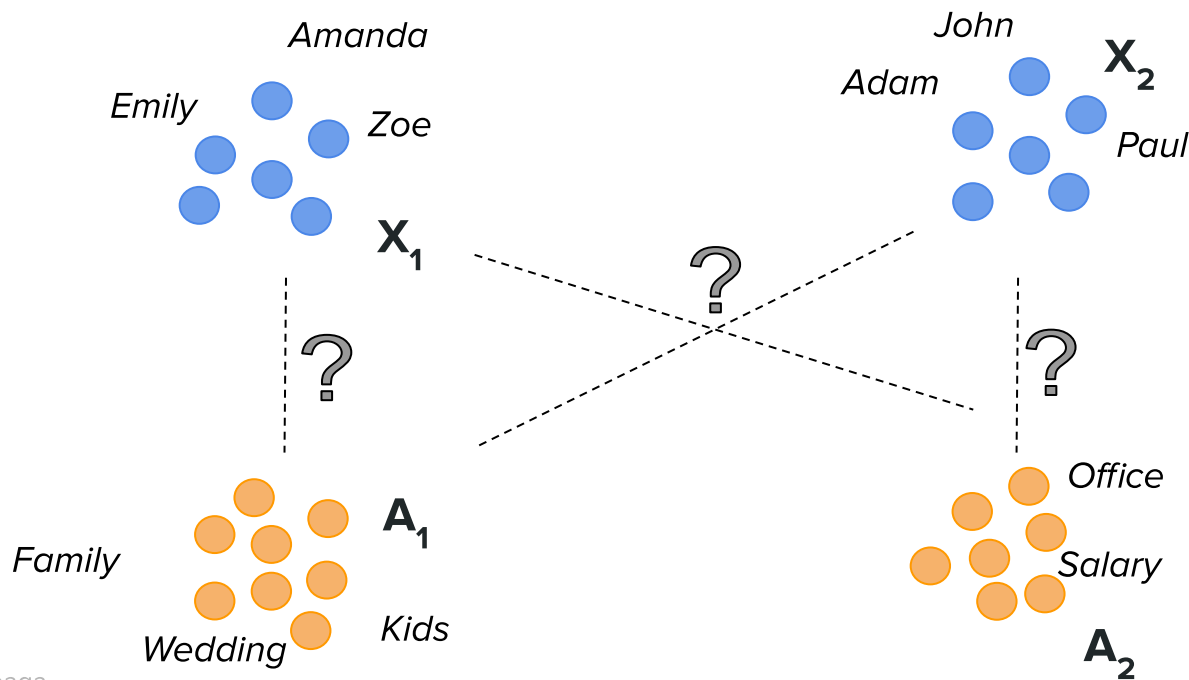 John
Amanda
X2
Adam
Emily
Zoe
Paul
X1
?
?
?
Office
A1
Family
Salary
Kids
Wedding
A2